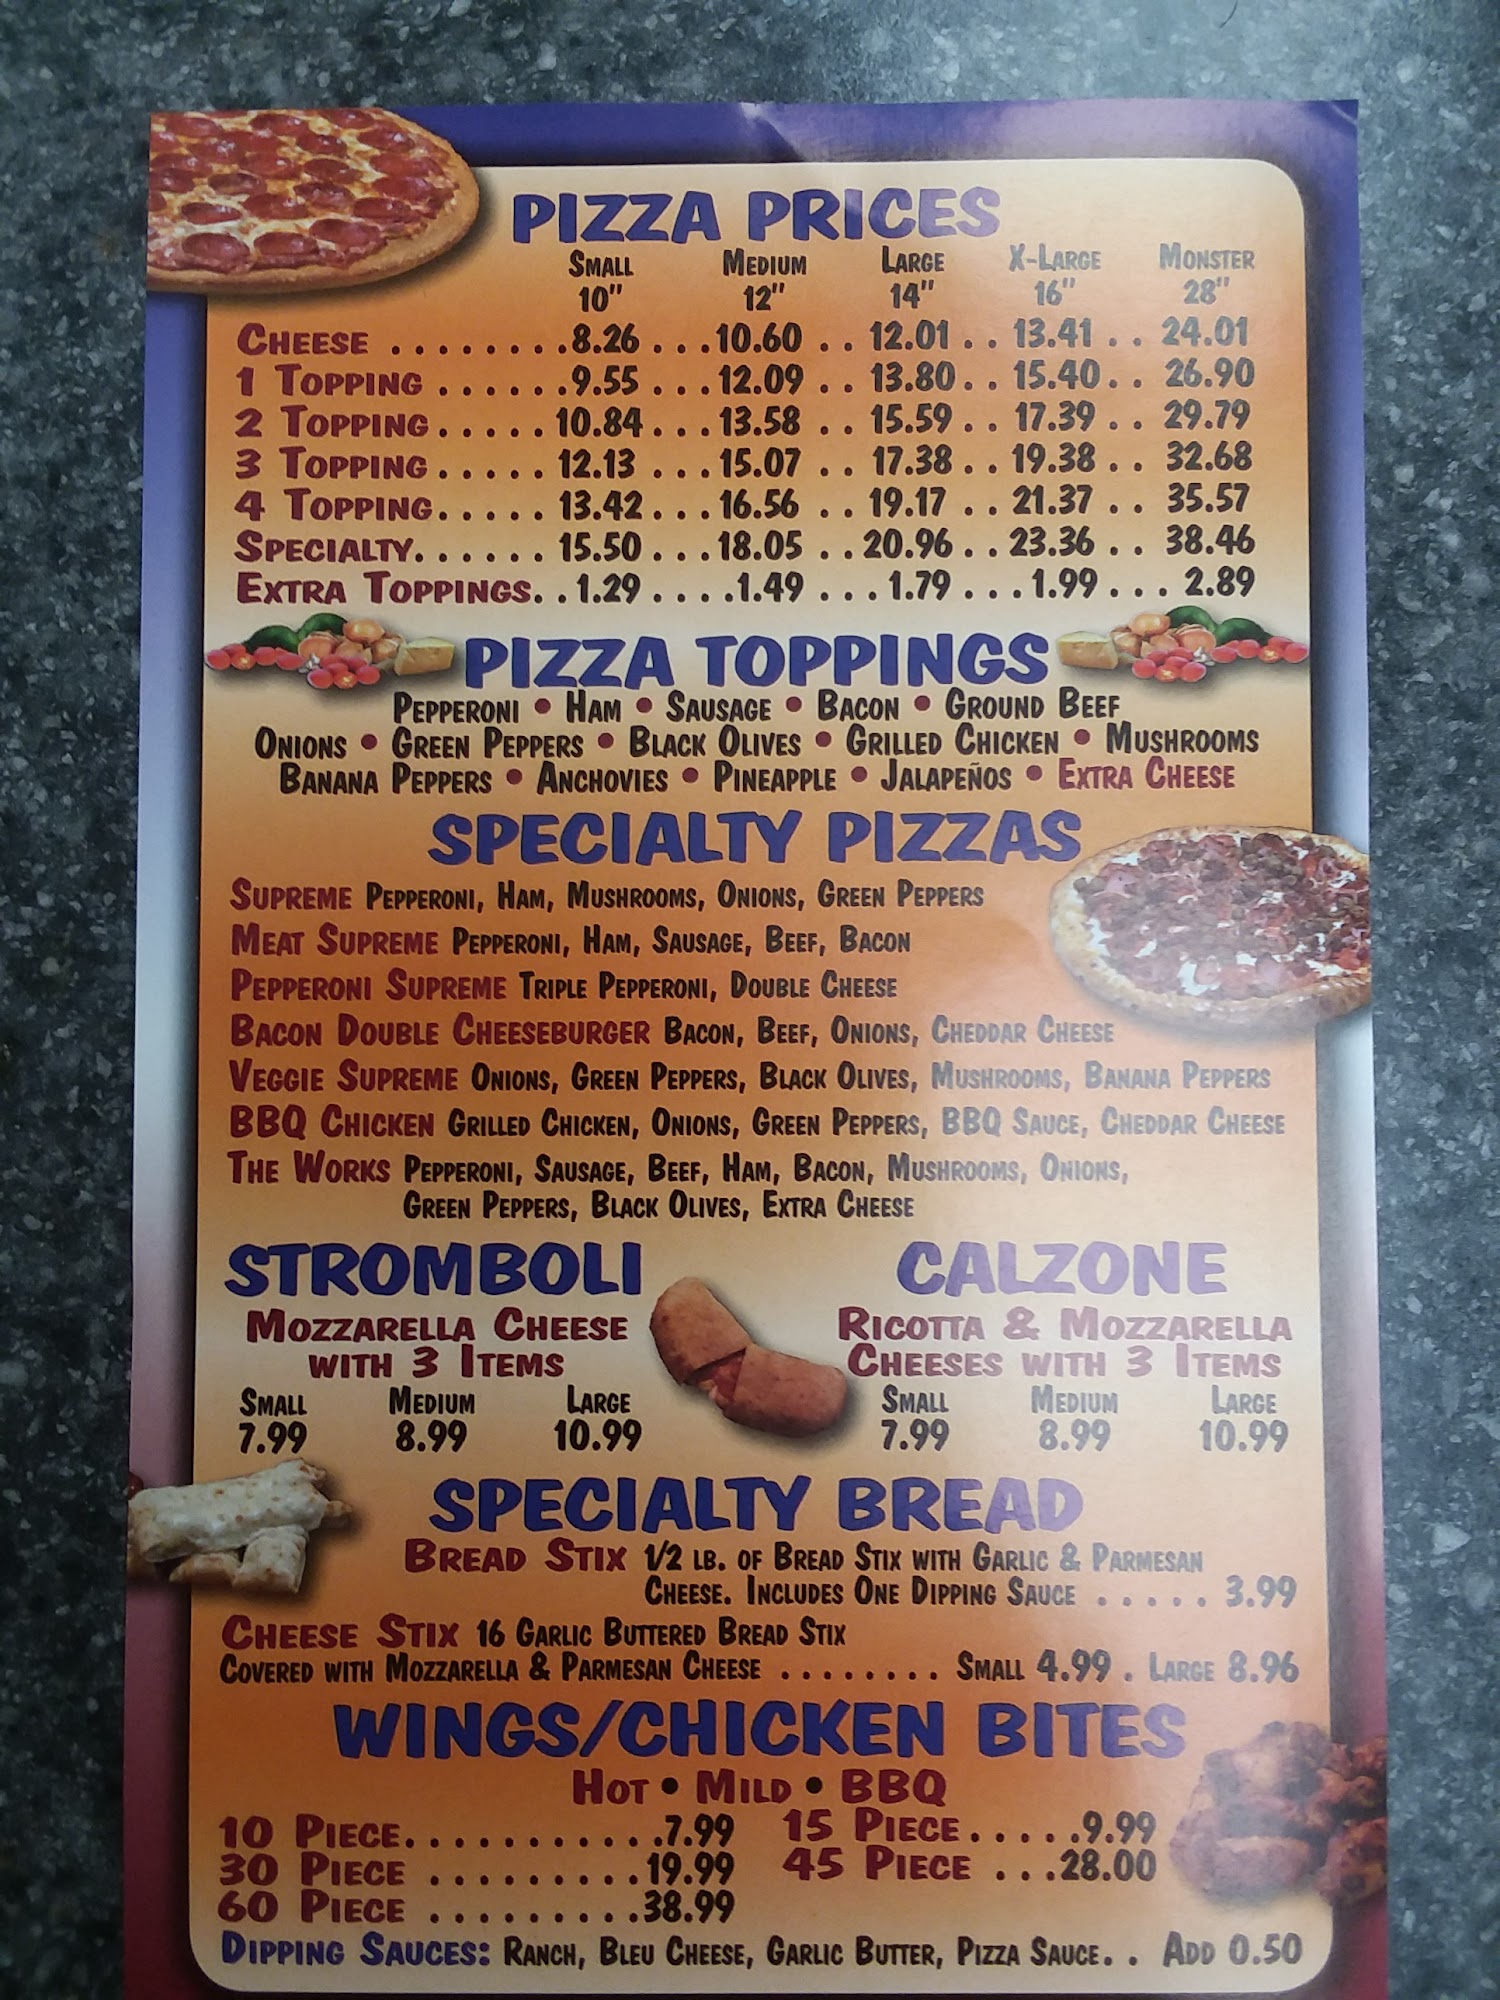 PIZZA PRICES
SMALL MEDIUM LARGE X-LARGE MONSTER
10" 12" 14" 16" 28"
CHEESE ........8.26 ...10.60 .. 12.01 .. 13.41 .. 24.01
1 TOPPING ......9.55 ...12.09 .. 13.80 .. 15.40 .. 26.90
2 TOPPING ..... 10.84 ...13.58 .. 15.59 .. 17.39 .. 29.79
3 TOPPING ..... 12.13 ...15.07 .. 17.38 .. 19.38 .. 32.68
4 TOPPING ..... 13.42 ...16.56 .. 19.17 .. 21.37 .. 35.57
SPECIALTY...... 15.50 ...18.05 ..20.96 .. 23.36 .. 38.46
EXTRA TOPPINGS. .1.29 ....1.49 ...1.79 ...1.99 ... 2.89
PIZZA TOPPINGS
PEPPERONI • HAM • SAUSAGE • BACON • GROUND BEEF
ONIONS • GREEN PEPPERS • BLACK OLIVES • GRILLED CHICKEN • MUSHROOMS
BANANA PEPPERS • ANCHOVIES • PINEAPPLE • JALAPEÑOS • EXTRA CHEESE
SPECIALTY PIZZAS
SUPREME PEPPERONI, HAM, MUSHROOMS, ONIONS, GREEN PEPPERS
MEAT SUPREME PEPPERONI, HAM, SAUSAGE, BEEF, BACON
PEPPERONI SUPREME TRIPLE PEPPERONI, DOUBLE CHEESE
BACON DOUBLE CHEESEBURGER BACON, BEEF, ONIONS, CHEDDAR CHEESE
VEGGIE SUPREME ONIONS, GREEN PEPPERS, BLACK OLIVES, MUSHROOMS, BANANA PEPPERS
BBQ CHICKEN GRILLED CHICKEN, ONIONS, GREEN PEPPERS, BBQ SAUCE, CHEDDAR CHEESE
THE WORKS PEPPERONI, SAUSAGE, BEEF, HAM, BACON, MUSHROOMS, ONIONS,
GREEN PEPPERS, BLACK OLIVES, EXTRA CHEESE
STROMBOLI
MOZZARELLA CHEESE
WITH 3 ITEMS
SMALL MEDIUM LARGE
7.99 8.99 10.99
CALZONE
RICOTTA & MOZZARELLA
CHEESES WITH 3 ITEMS
SMALL MEDIUM LARGE
7.99 8.99 10.99
SPECIALTY BREAD
BREAD STIX 1/2 LB. OF BREAD STIX WITH GARLIC & PARMESAN
CHEESE. INCLUDES ONE DIPPING SAUCE ..... 3.99
CHEESE STIX 16 GARLIC BUTTERED BREAD STIX
COVERED WITH MOZZARELLA & PARMESAN CHEESE ........ SMALL 4.99 . LARGE 8.96
WINGS/CHICKEN BITES
HOT • MILD • BBQ
10 PIECE...........7.99 15 PIECE.....9.99
30 PIECE .........19.99 45 PIECE ...28.00
60 PIECE .........38.99
DIPPING SAUCES: RANCH, BLEU CHEESE, GARLIC BUTTER, PIZZA SAUCE. . ADD 0.50